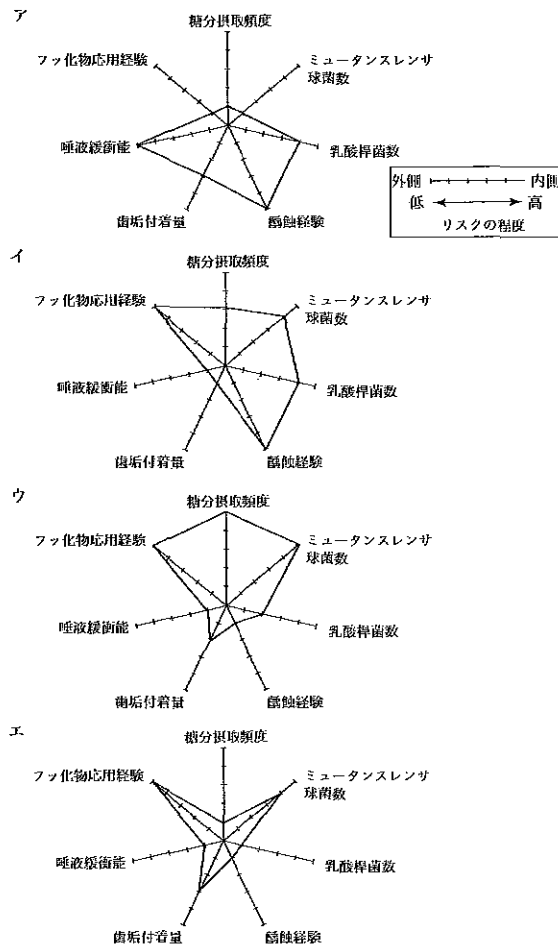 ア
糖分摂取頻度
フッ化物応用経験
ミュータンスレンサ
球菌数
唾液緩衝能
乳酸桿菌数
歯垢付着量
齲蝕経験
外側
内側
低
高
リスクの程度
イ
糖分摂取頻度
フッ化物応用経験
ミュータンスレンサ
球菌数
唾液緩衝能
乳酸桿菌数
歯垢付着量
齲蝕経験
ウ
糖分摂取頻度
フッ化物応用経験
ミュータンスレンサ
球菌数
唾液緩衝能
乳酸桿菌数
歯垢付着量
齲蝕経験
エ
糖分摂取頻度
フッ化物応用経験
ミュータンスレンサ
球菌数
唾液緩衝能
乳酸桿菌数
歯垢付着量
齲蝕経験